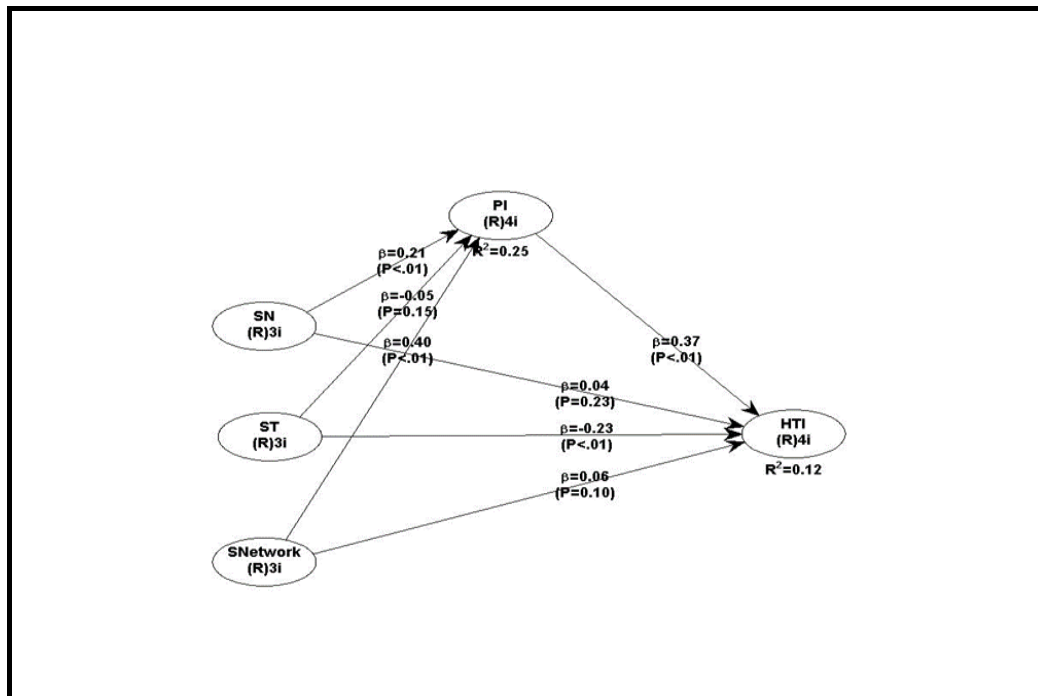 PI
(R)4i
R²=0.25
β=0.21
(P<.01)
β=-0.05
(P=0.15)
SN
(R)3i
β=0.40
(P<.01)
β=0.37
(P<.01)
β=0.04
(P=0.23)
ST
(R)3i
β=-0.23
(P<.01)
HTI
(R)4i
R²=0.12
β=0.06
(P=0.10)
SNetwork
(R)3i